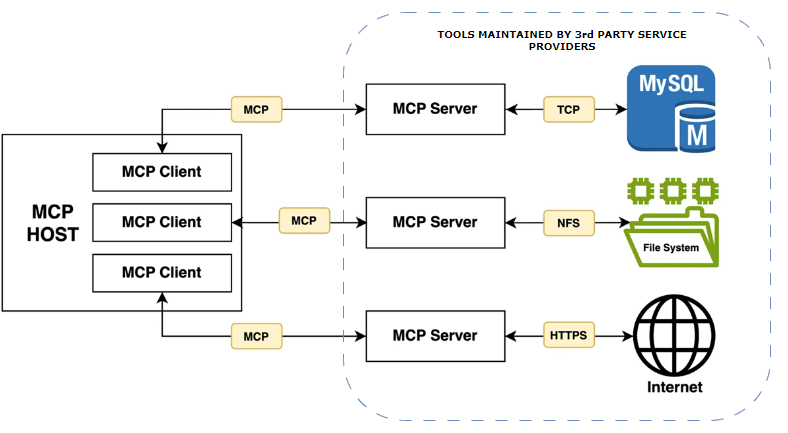 TOOLS MAINTAINED BY 3rd PARTY SERVICE
PROVIDERS
MCP
MCP Server
TCP
MySQL
M
MCP
HOST
MCP Client
MCP Client
MCP Client
MCP
MCP Server
NFS
File System
MCP
MCP Server
HTTPS
Internet